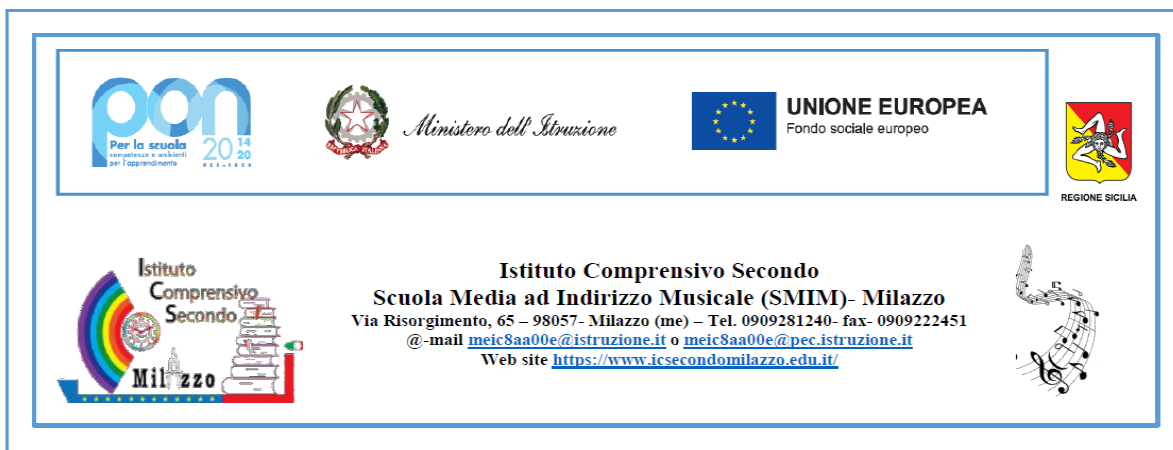 pon
Per la scuola
competenze e ambienti
per l'apprendimento
2014
20
Ministero dell'Istruzione
UNIONE EUROPEA
Fondo sociale europeo
REGIONE SICILIA
Istituto
Comprensivo
Secondo
Milazzo
Istituto Comprensivo Secondo
Scuola Media ad Indirizzo Musicale (SMIM)- Milazzo
Via Risorgimento, 65 – 98057- Milazzo (me) – Tel. 0909281240- fax- 0909222451
@-mail meic8aa00e@istruzione.it o meic8aa00e@pec.istruzione.it
Web site https://www.icsecondomilazzo.edu.it/